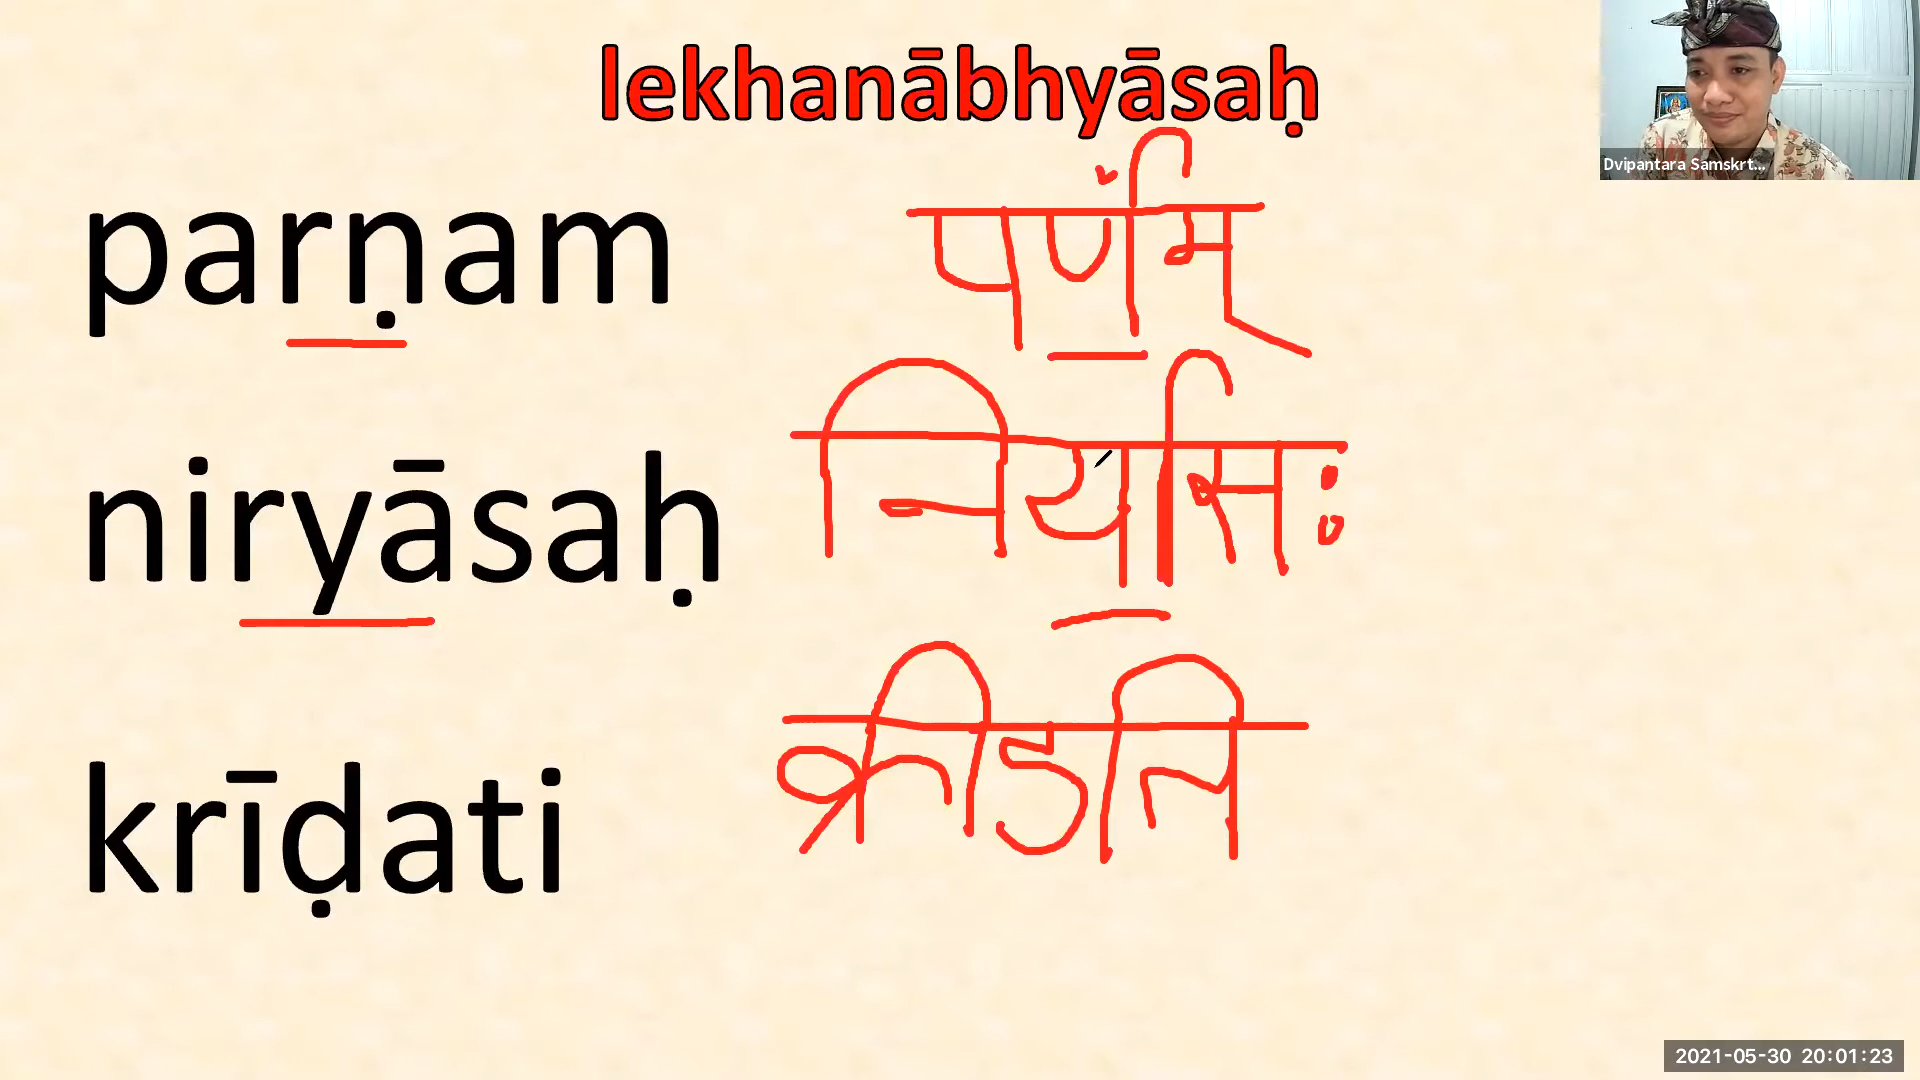 lekhanābhyāsaḥ
Dvipantara Samskrt...
parṇam पर्णम्
niryāsaḥ निर्यासः
krīḍati क्रीडति
2021-05-30 20:01:23